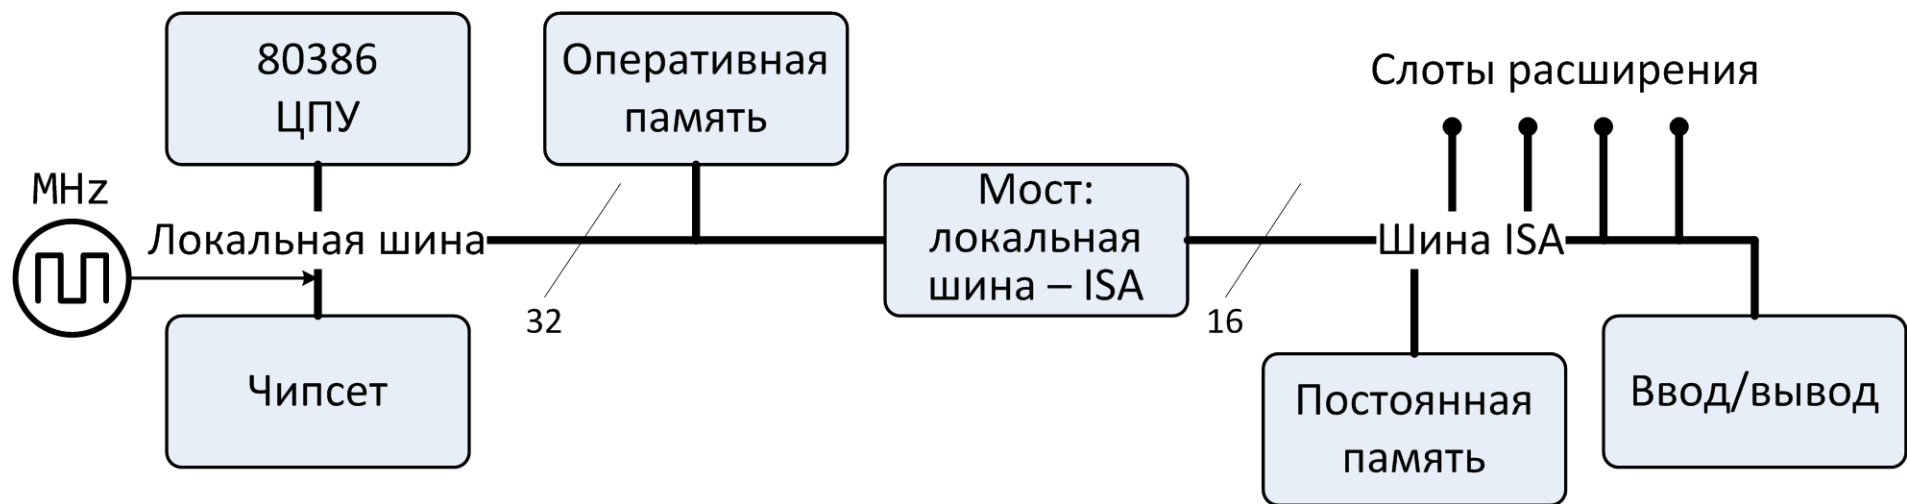 80386
ЦПУ
Оперативная
память
Слоты расширения
MHz
Локальная шина
32
Мост:
локальная
шина – ISA
16
Шина ISA
Чипсет
Постоянная
память
Ввод/вывод